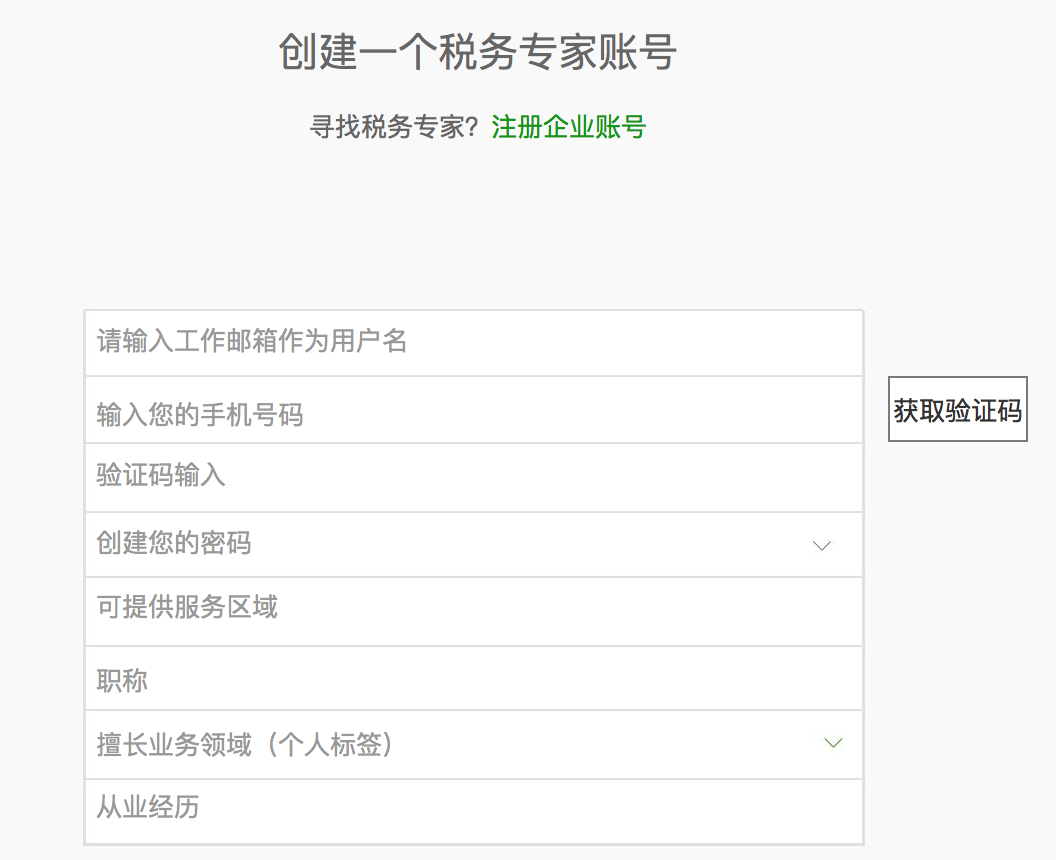 创建一个税务专家账号
寻找税务专家? 注册企业账号
请输入工作邮箱作为用户名
输入您的手机号码
获取验证码
验证码输入
创建您的密码
可提供服务区域
职称
擅长业务领域（个人标签）
从业经历